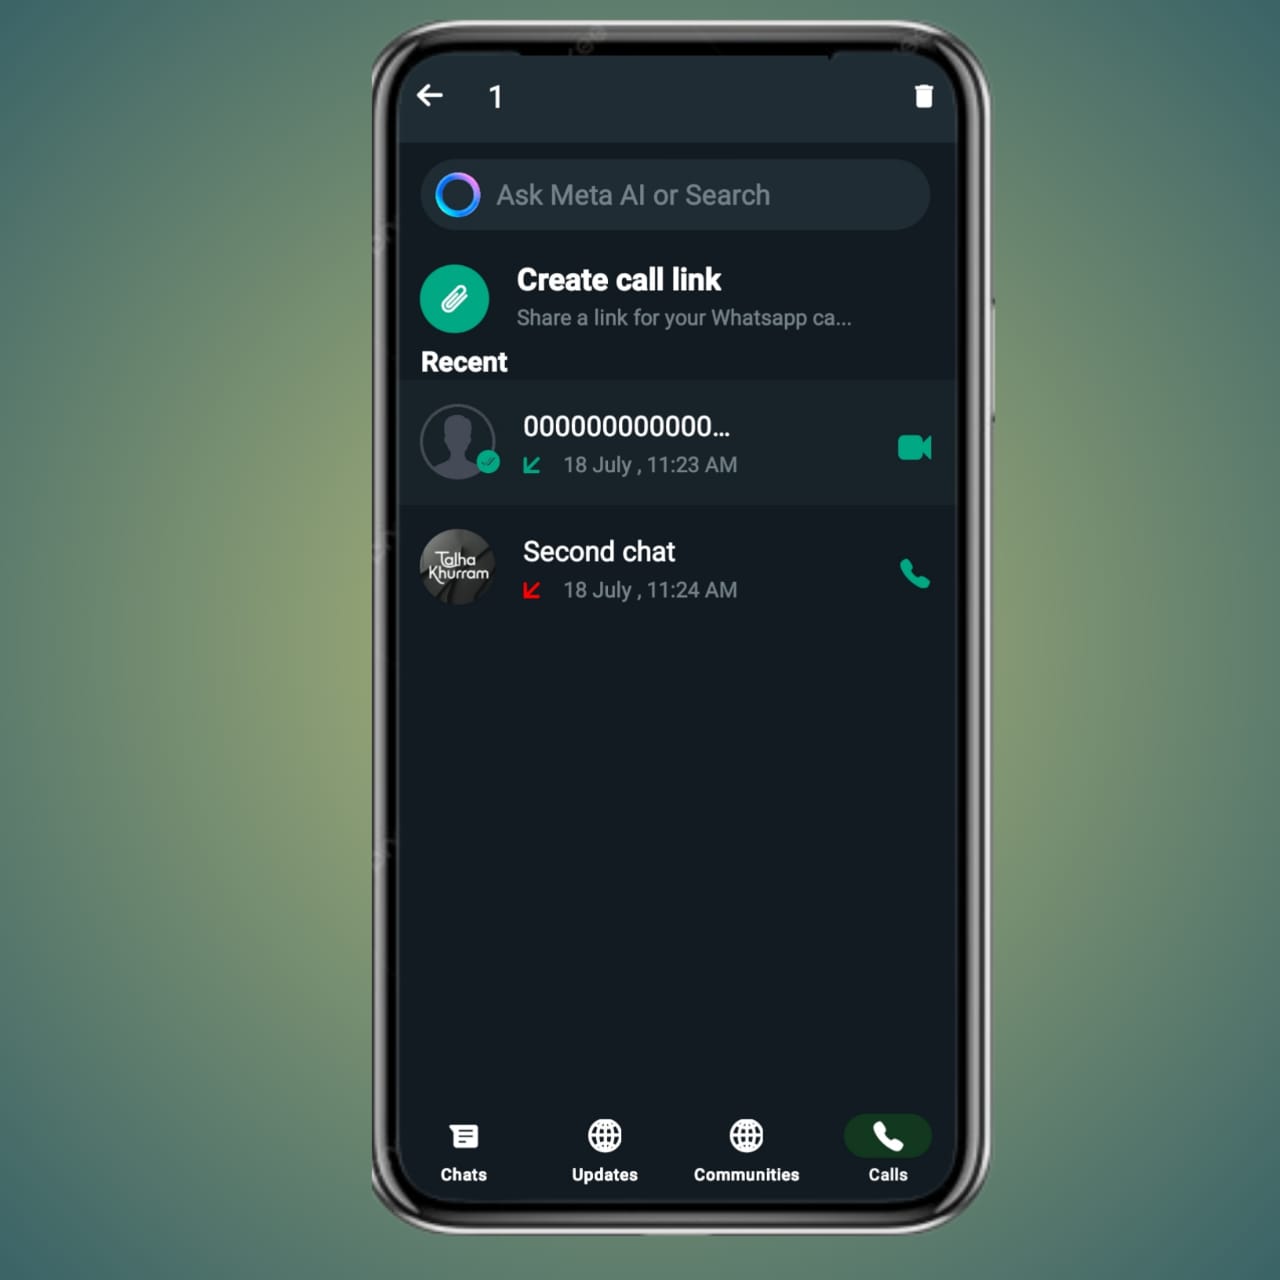 1
Ask Meta AI or Search
Create call link
Share a link for your Whatsapp ca...
Recent
000000000000...
18 July , 11:23 AM
Talha
Khurram
Second chat
18 July , 11:24 AM
Chats
Updates
Communities
Calls